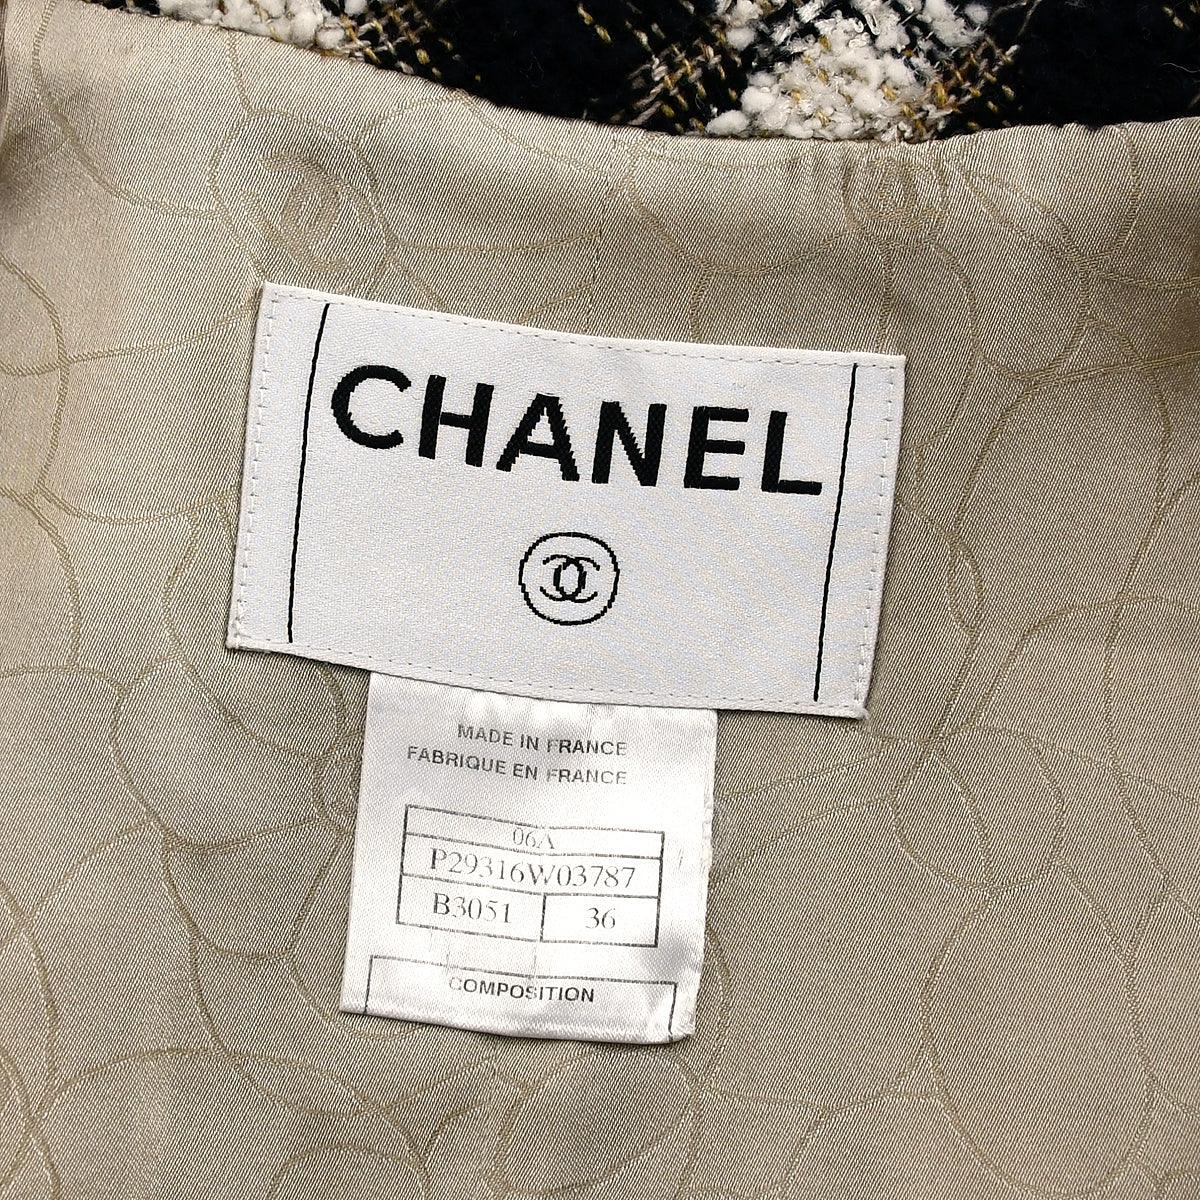 CHANEL
MADE IN FRANCE
FABRIQUE EN FRANCE
06A
P29316W03787
B3051 36
COMPOSITION